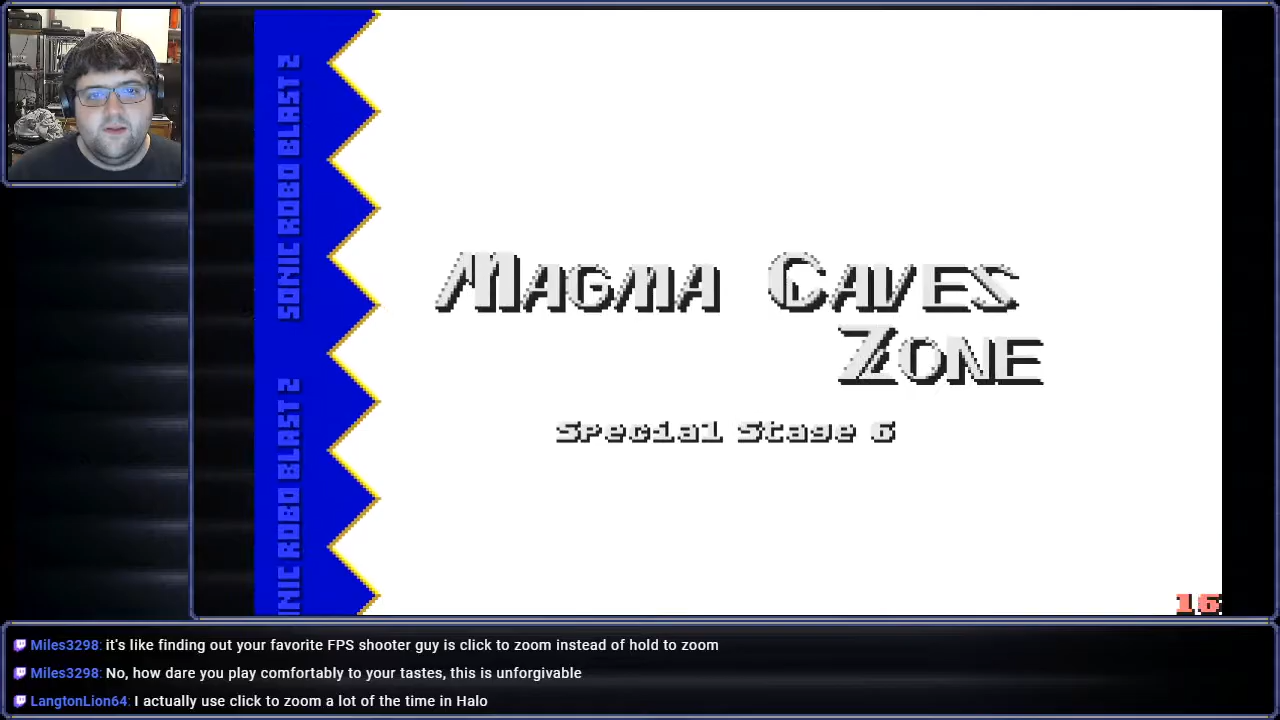 SONIC ROBO BLAST 2
NIC ROBO BLAST 2
MAGMA CAVES
ZONE
Special Stage 6
16
Miles3298: it's like finding out your favorite FPS shooter guy is click to zoom instead of hold to zoom
Miles3298: No, how dare you play comfortably to your tastes, this is unforgivable
LangtonLion64: I actually use click to zoom a lot of the time in Halo